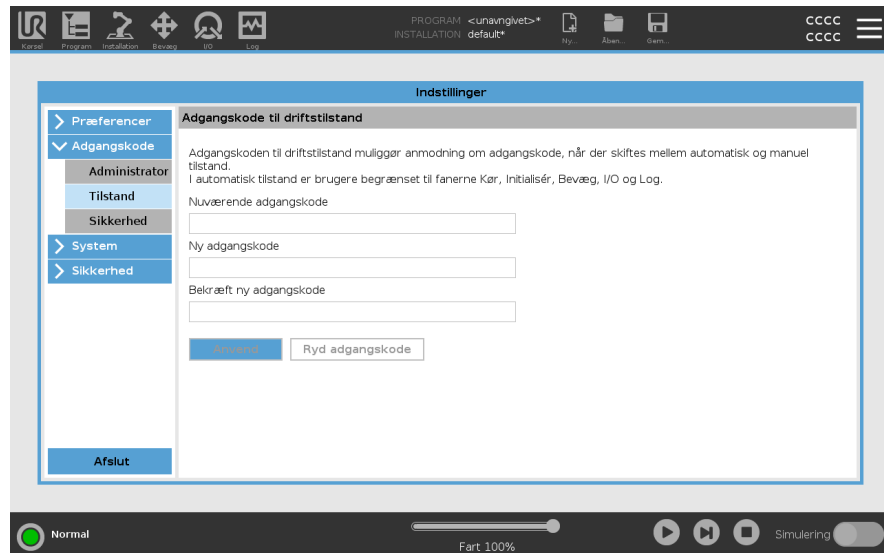 PROGRAM <unavngivet>*
INSTALLATION default*
cccc
cccc
Kørsel Program Installation Bevæg I/O Log
Ny... Åben... Gem...
Indstillinger
Præferencer
Adgangskode
Administrator
Tilstand
Sikkerhed
System
Sikkerhed
Afslut
Adgangskode til driftstilstand
Adgangskoden til driftstilstand muliggør anmodning om adgangskode, når der skiftes mellem automatisk og manuel
tilstand.
I automatisk tilstand er brugere begrænset til fanerne Kør, Initialisér, Bevæg, I/O og Log.
Nuværende adgangskode
Ny adgangskode
Bekræft ny adgangskode
Anvend Ryd adgangskode
Normal
Fart 100%
Simulering